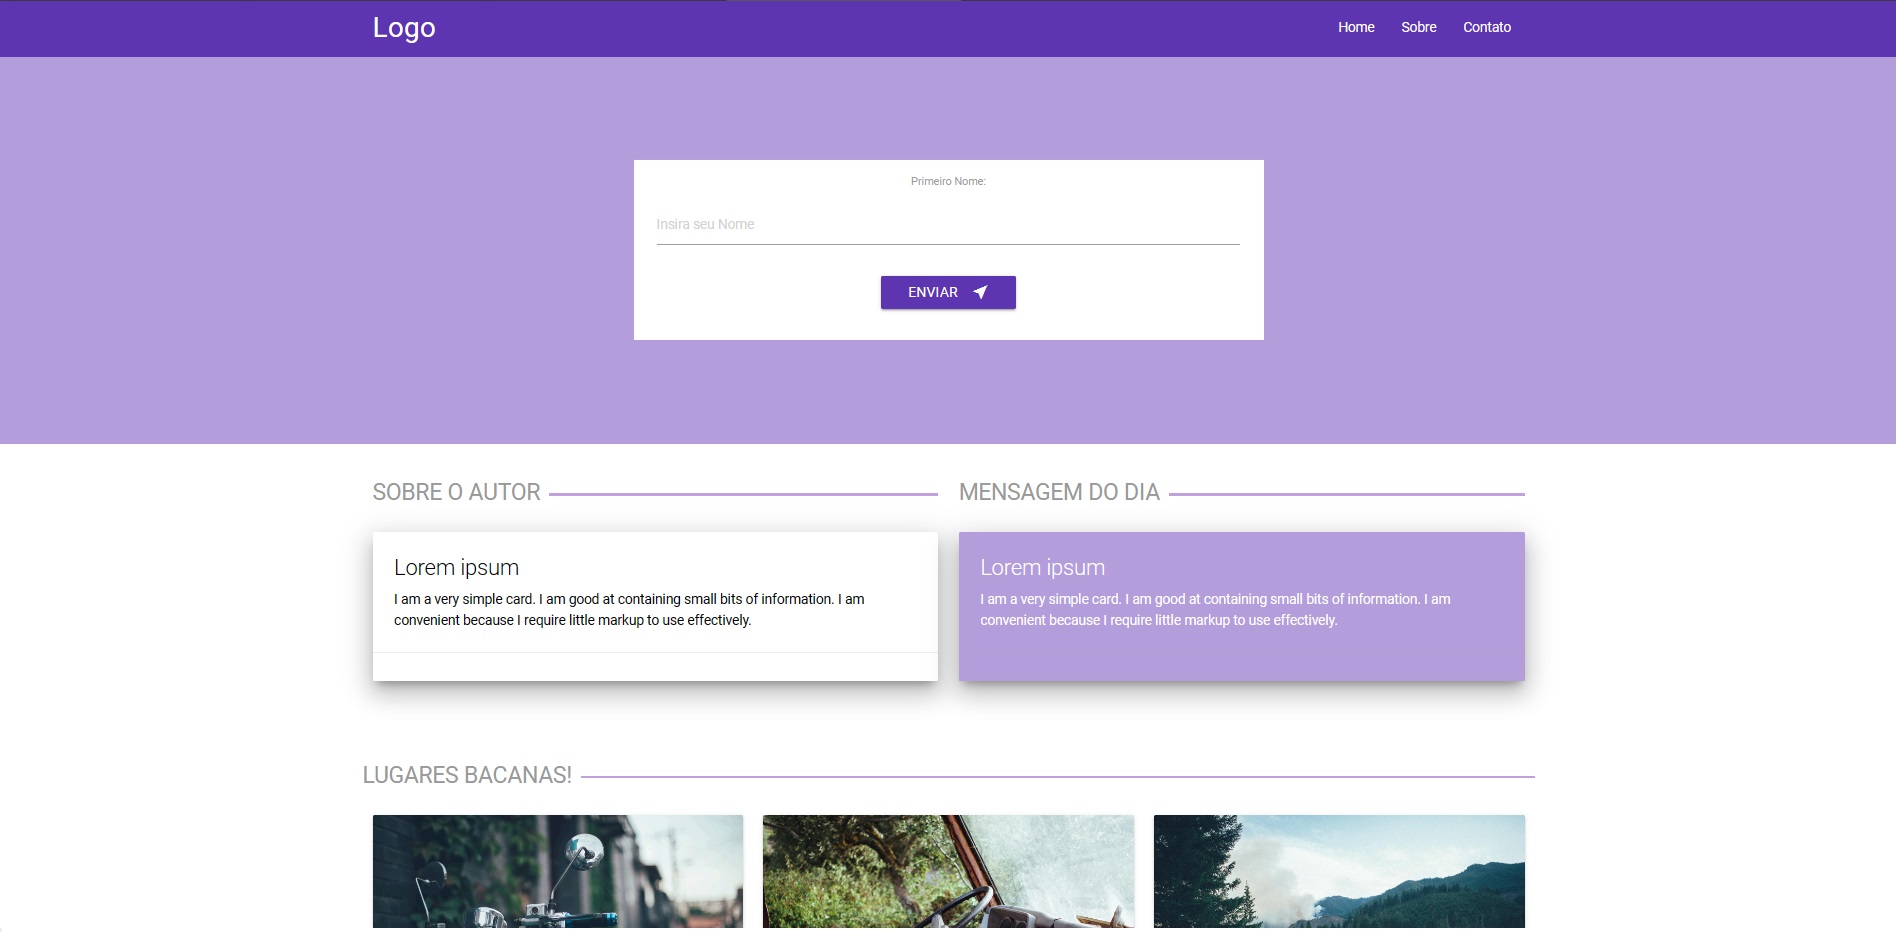 Logo
Home Sobre Contato
Primeiro Nome:
Insira seu Nome
ENVIAR
SOBRE O AUTOR
Lorem ipsum
I am a very simple card. I am good at containing small bits of information. I am
convenient because I require little markup to use effectively.
MENSAGEM DO DIA
Lorem ipsum
I am a very simple card. I am good at containing small bits of information. I am
convenient because I require little markup to use effectively.
LUGARES BACANAS!